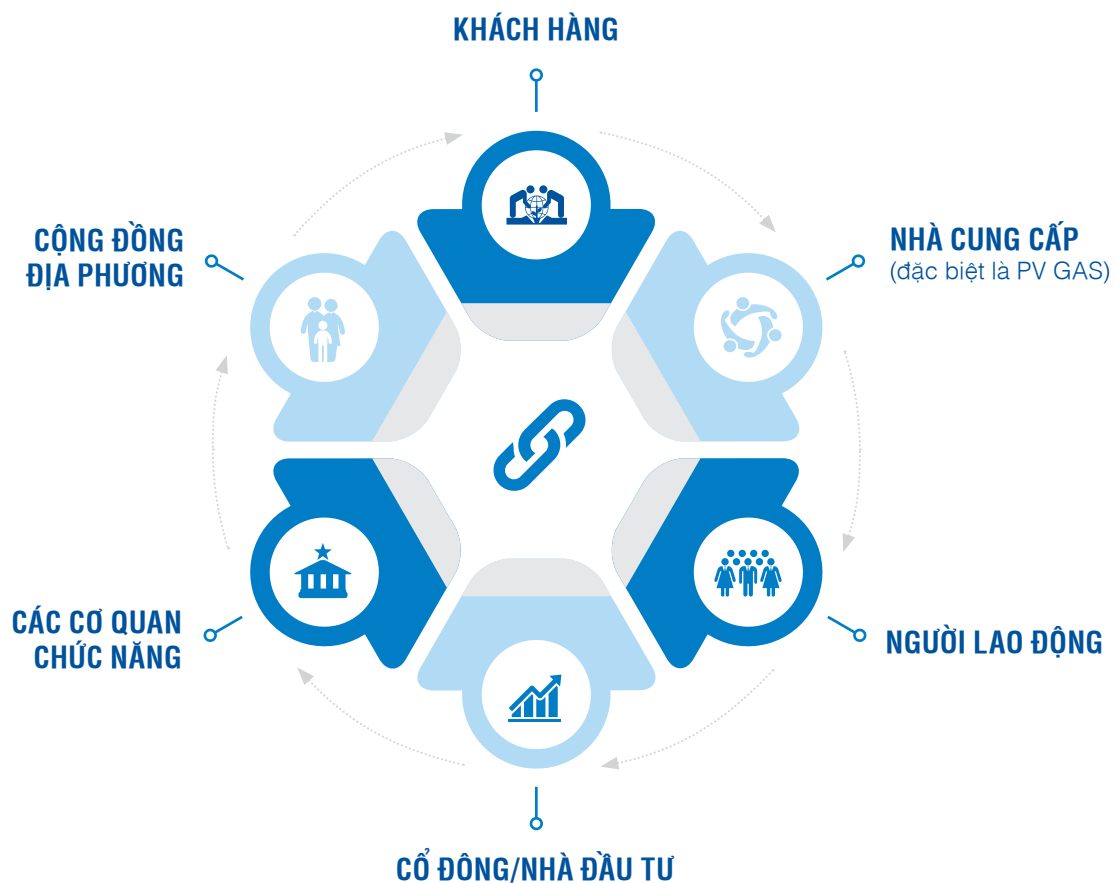 KHÁCH HÀNG
NHÀ CUNG CẤP
(đặc biệt là PV GAS)
NGƯỜI LAO ĐỘNG
CỔ ĐÔNG/NHÀ ĐẦU TƯ
CÁC CƠ QUAN
CHỨC NĂNG
CỘNG ĐỒNG
ĐỊA PHƯƠNG